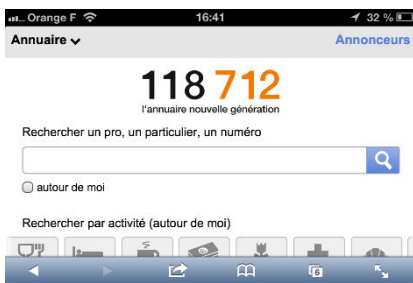 Orange F 16:41 32 %
Annuaire Annonceurs
118 712
l'annuaire nouvelle génération
Rechercher un pro, un particulier, un numéro
autour de moi
Rechercher par activité (autour de moi)
6